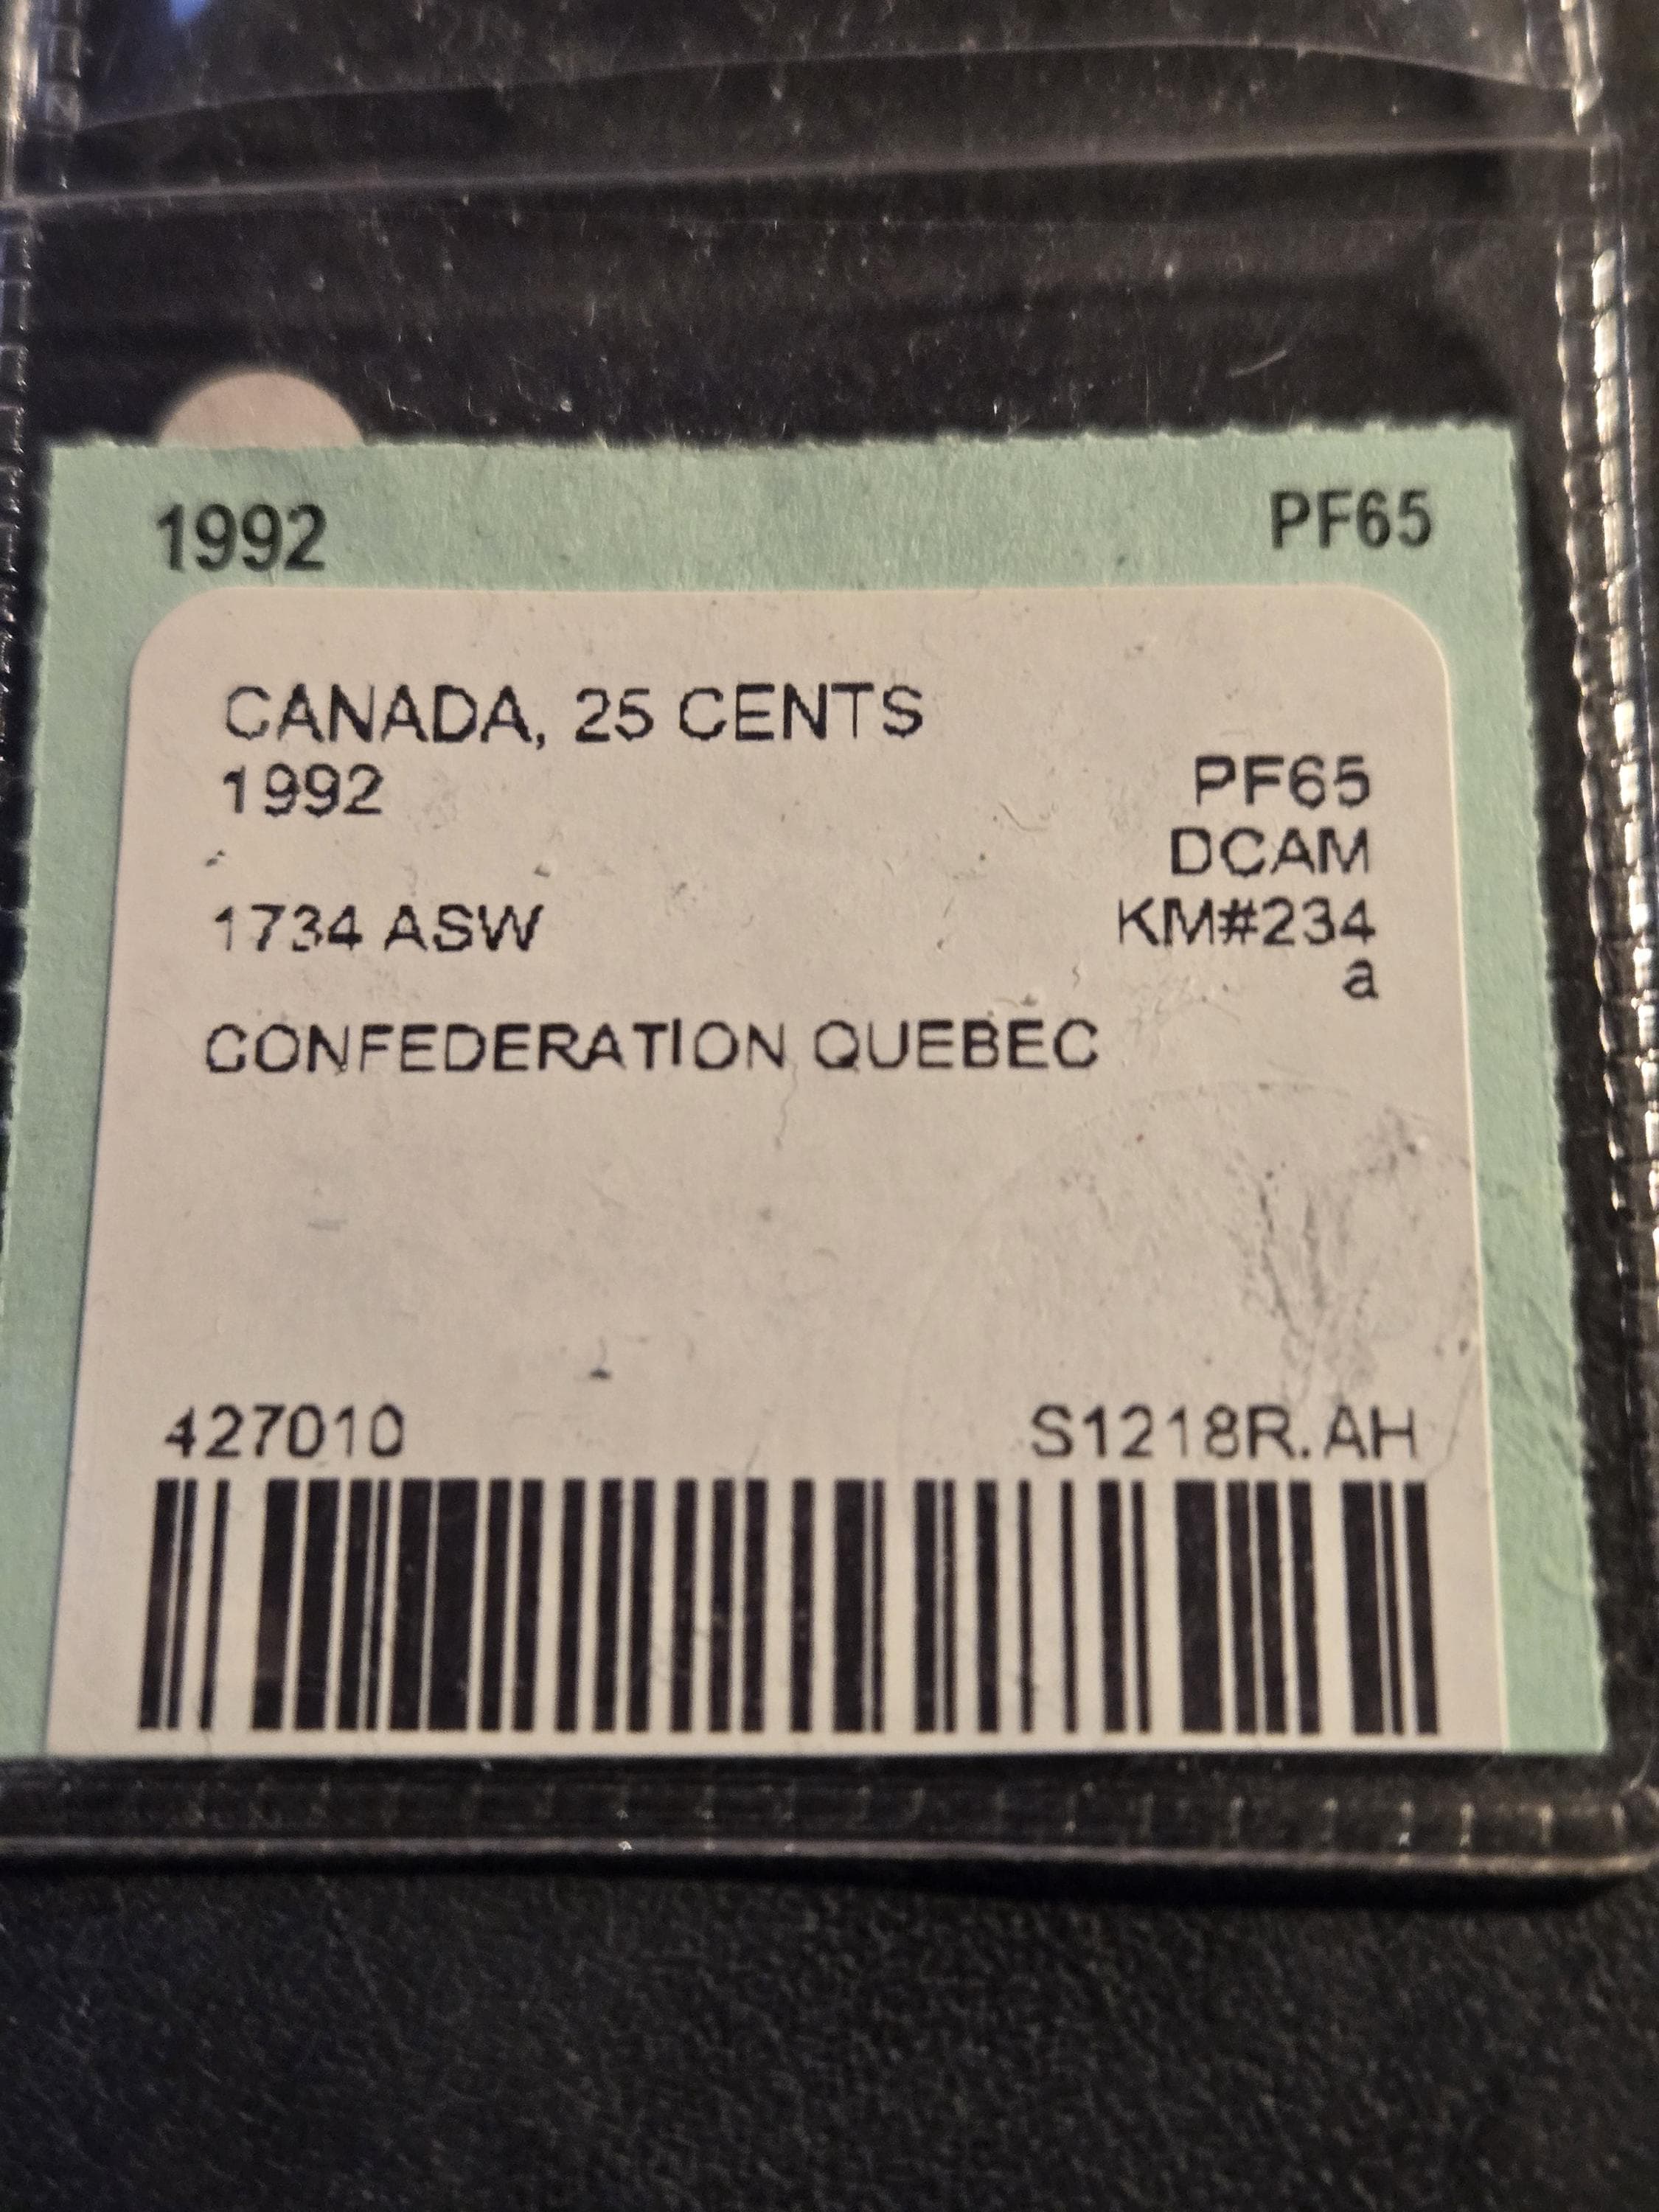 1992 PF65
CANADA, 25 CENTS
1992 PF65
DCAM
1734 ASW KM#234
a
CONFEDERATION QUEBEC
427010 S1218R.AH